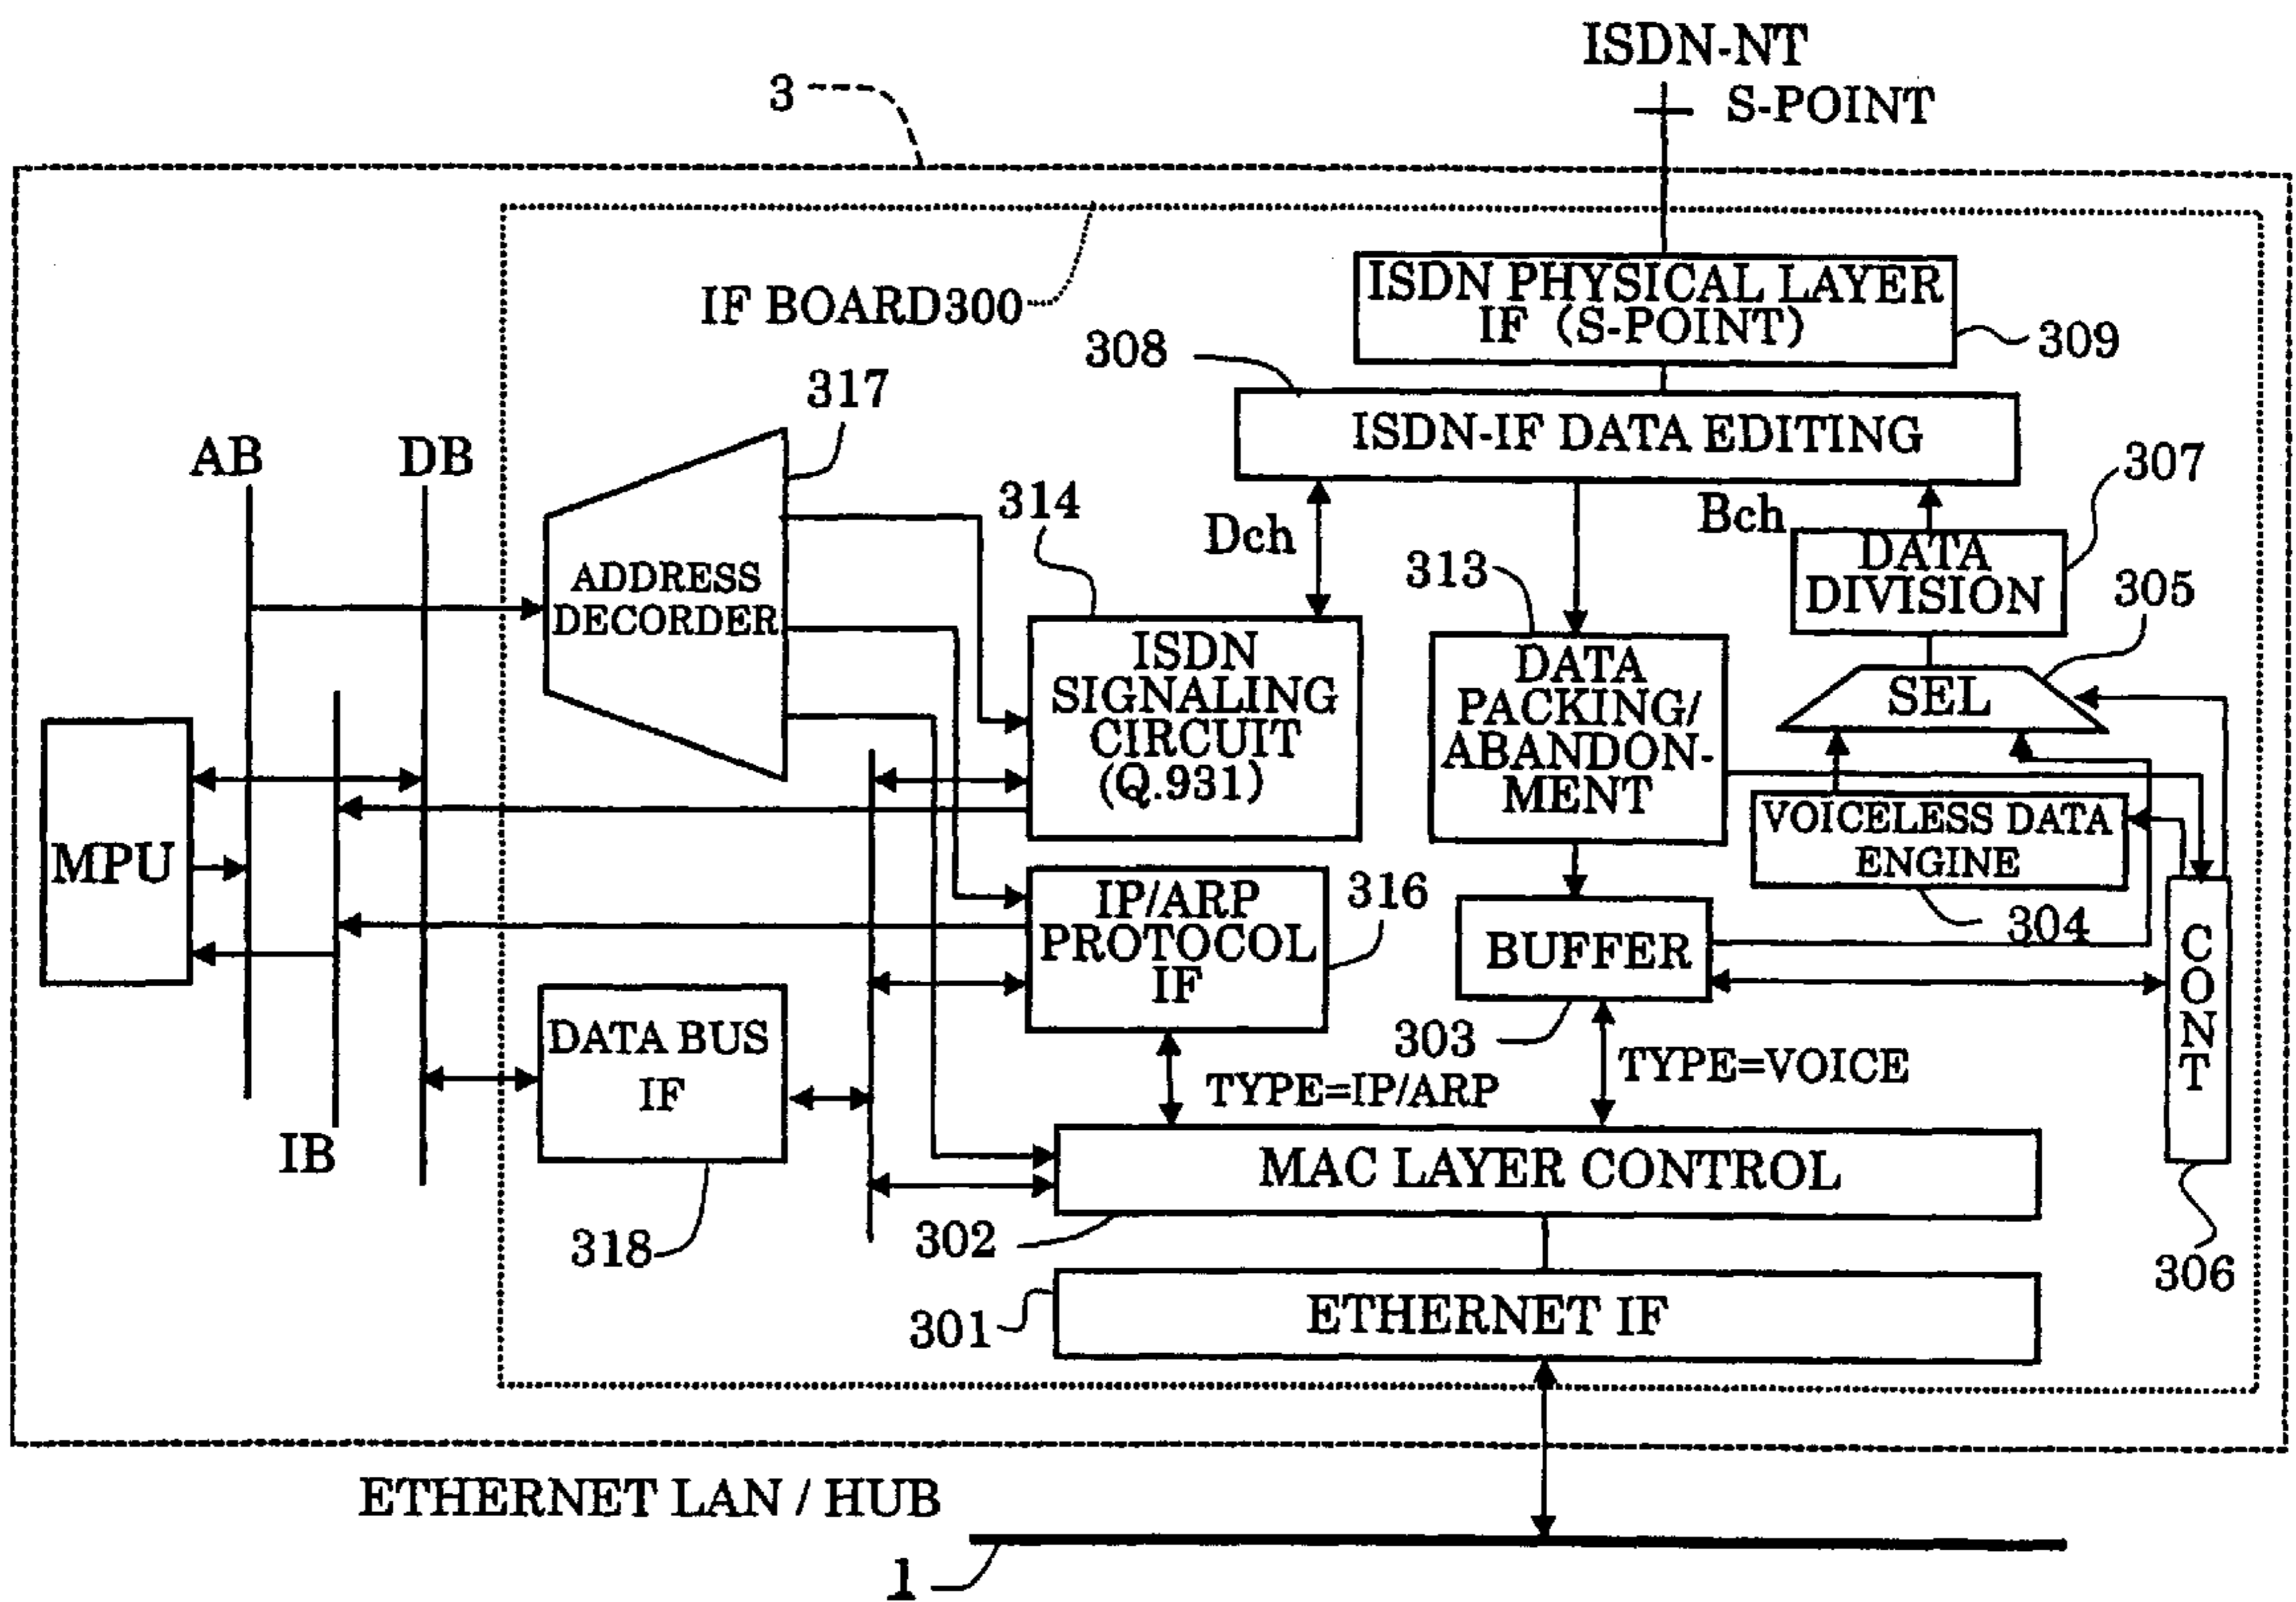 ISDN-NT
S-POINT
3
IF BOARD300
ISDN PHYSICAL LAYER
IF (S-POINT)
309
308
ISDN-IF DATA EDITING
317
AB
DB
ADDRESS
DECORDER
314
Dch
Bch
307
DATA
DIVISION
313
305
SEL
ISDN
SIGNALING
CIRCUIT
(Q.931)
DATA
PACKING/
ABANDON-
MENT
VOICELESS DATA
ENGINE
304
MPU
IP/ARP
PROTOCOL
IF
316
BUFFER
303
CONT
306
DATA BUS
IF
318
IB
TYPE=IP/ARP
TYPE=VOICE
MAC LAYER CONTROL
302
ETHERNET IF
301
ETHERNET LAN / HUB
1